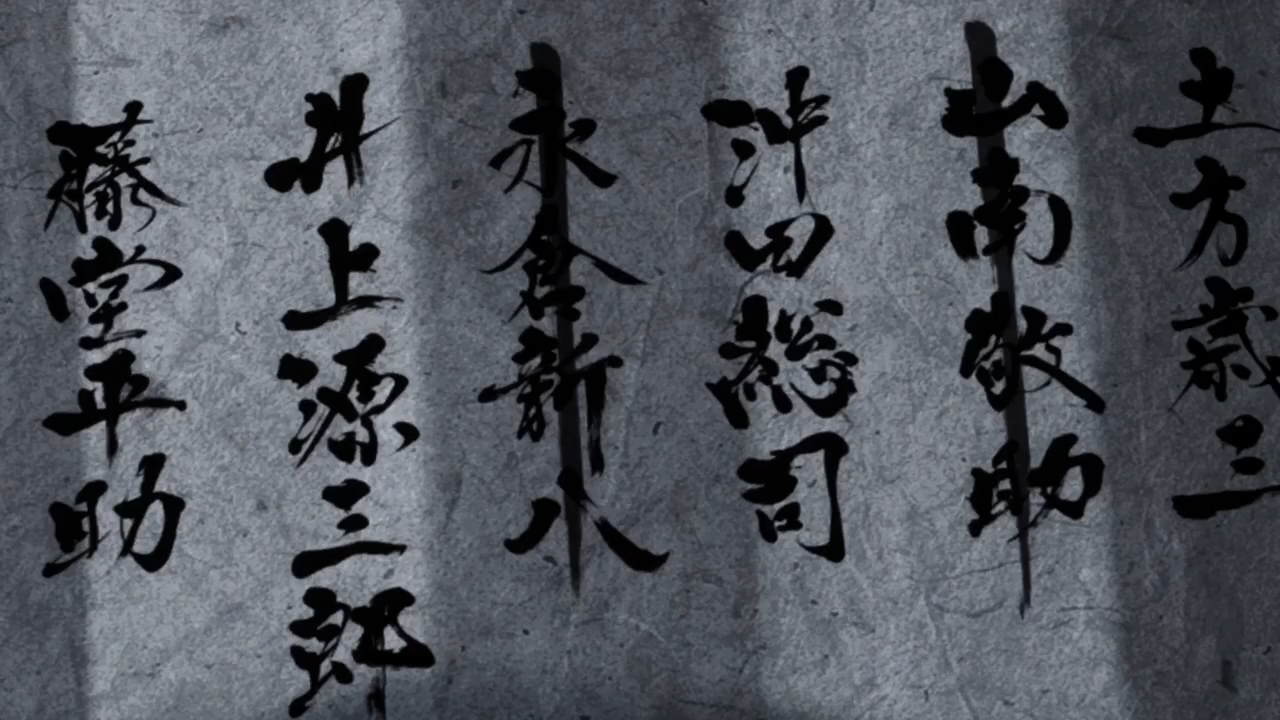 土方歳三
山南敬助
沖田総司
永倉新八
井上源三郎
藤堂平助